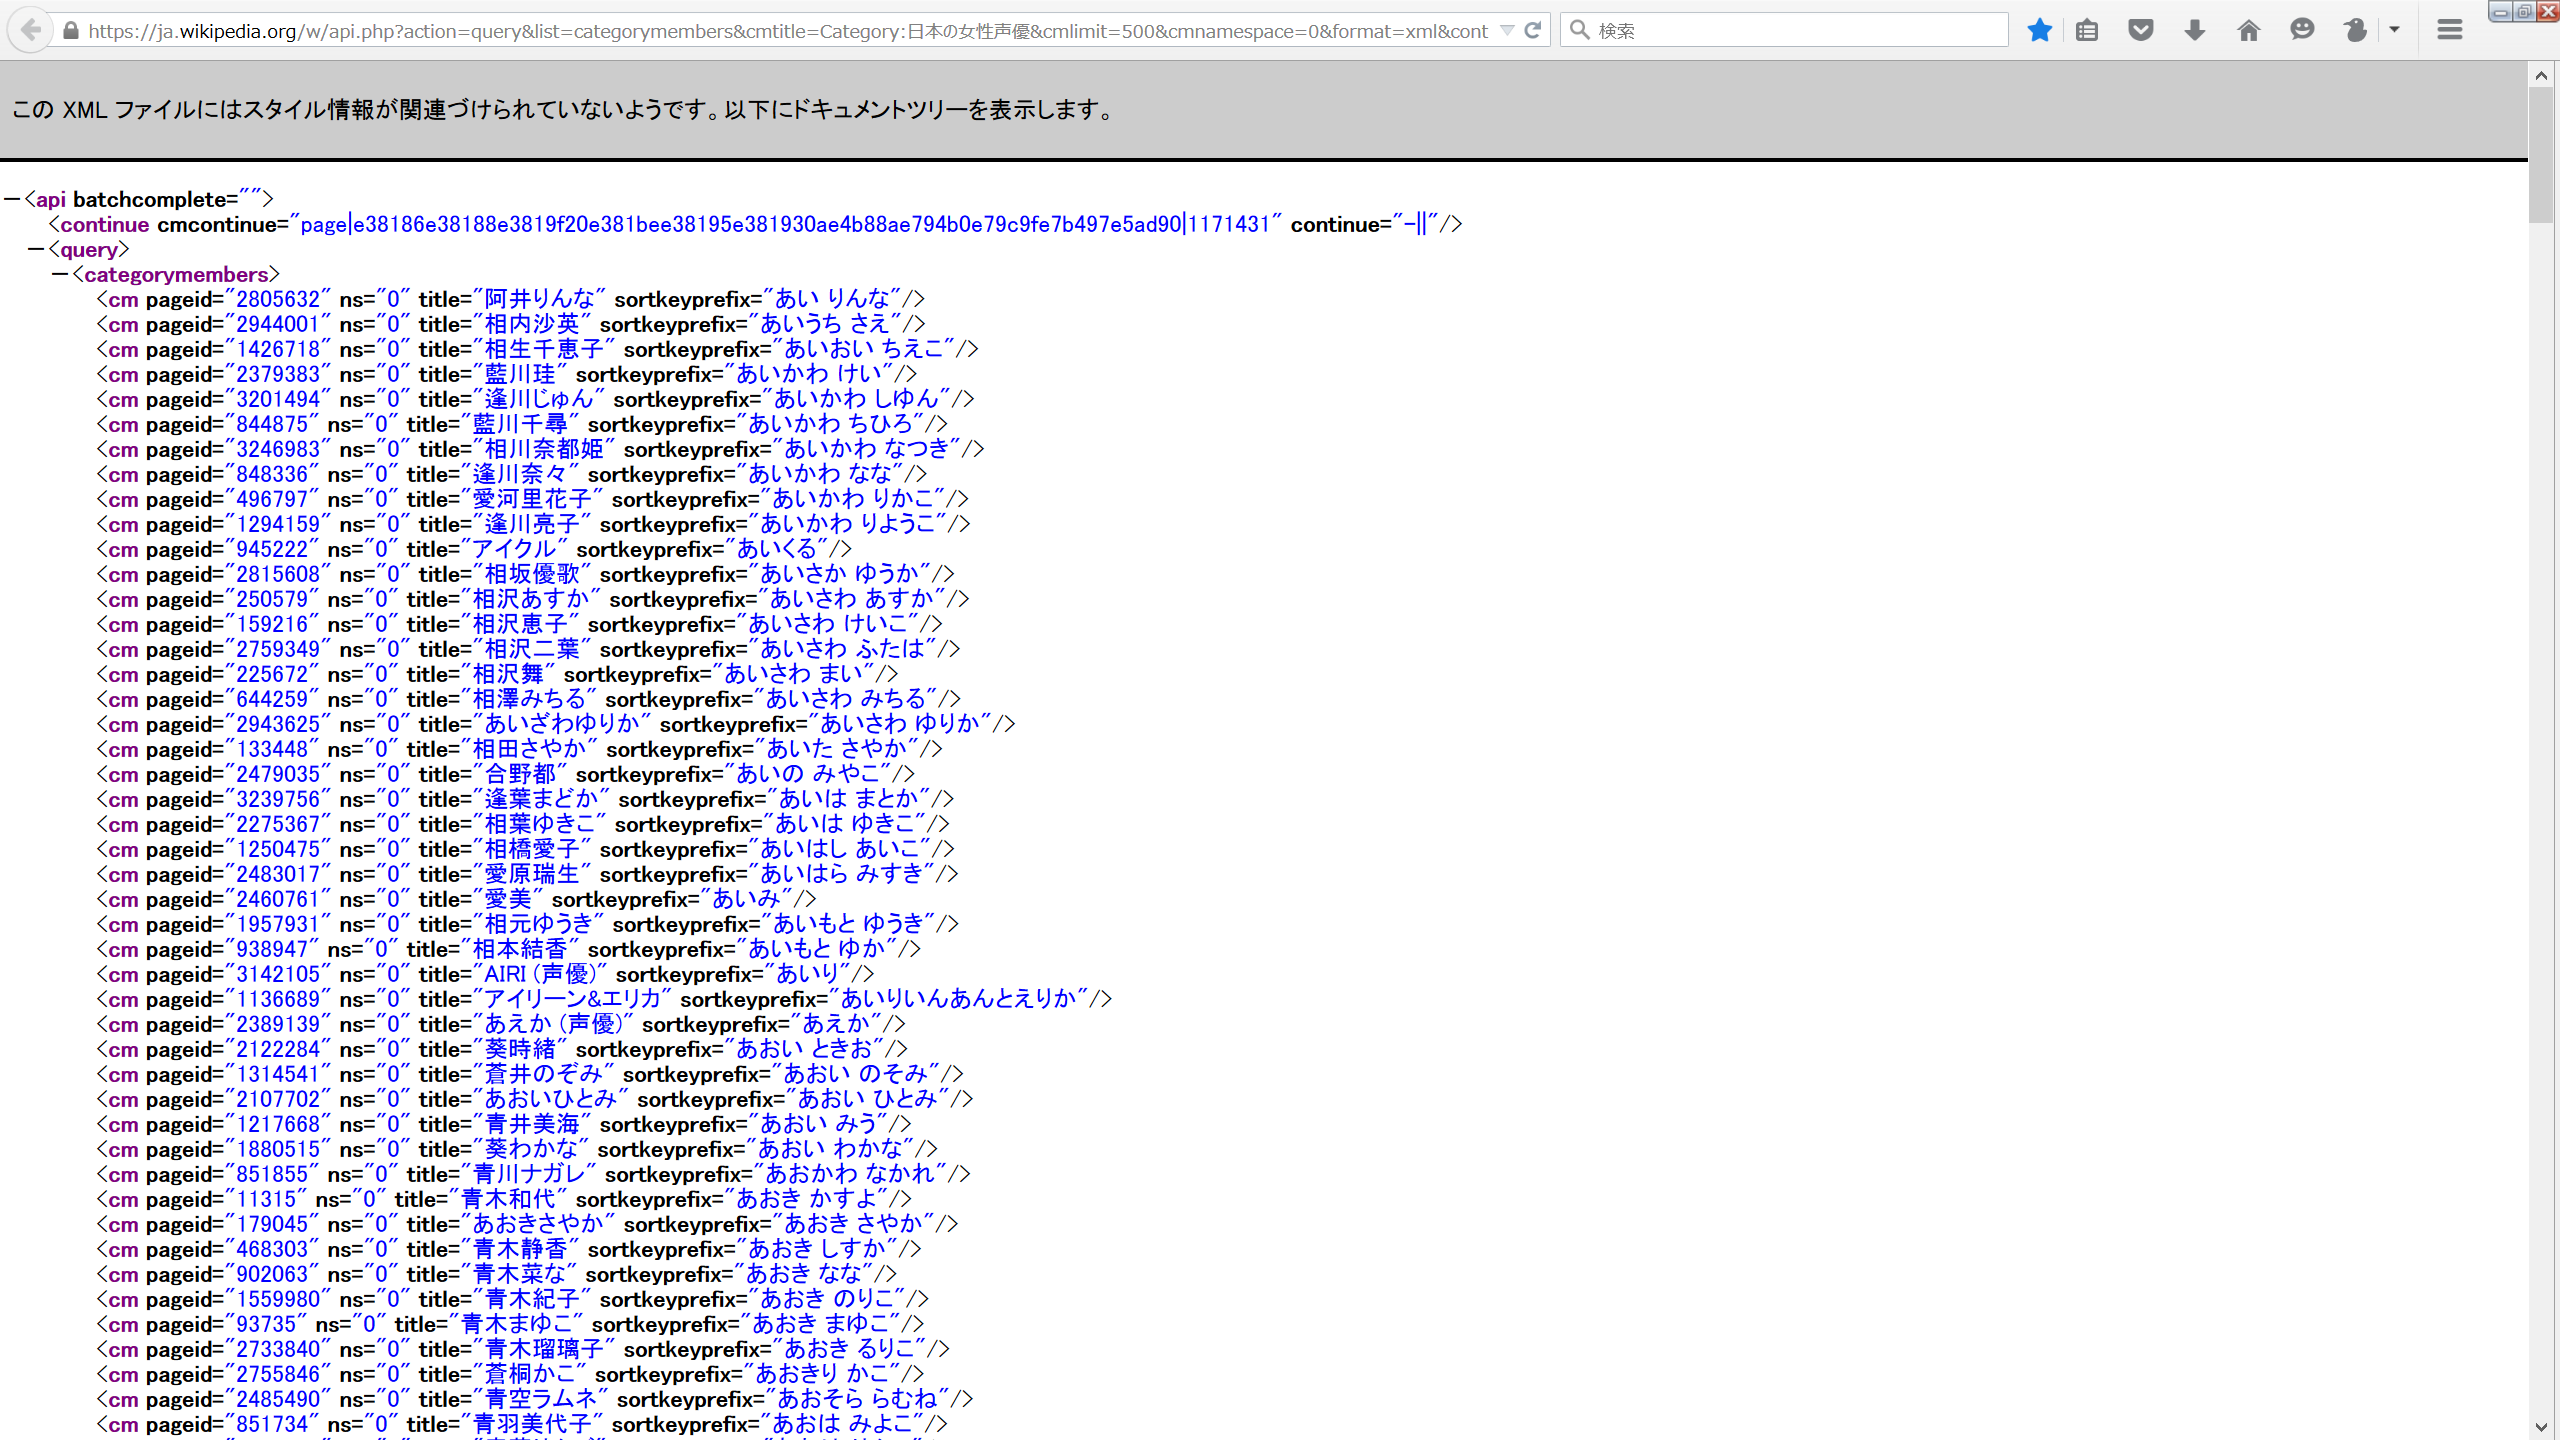 https://ja.wikipedia.org/w/api.php?action=query&list=categorymembers&cmtitle=Category:日本の女性声優&cmlimit=500&cmnamespace=0&format=xml&cont
検索
この XML ファイルにはスタイル情報が関連づけられていないようです。以下にドキュメントツリーを表示します。
−<api batchcomplete="">
<continue cmcontinue="page|e38186e38188e3819f20e381bee38195e381930ae4b88ae794b0e79c9fe7b497e5ad90|1171431" continue="-||"/>
−<query>
−<categorymembers>
<cm pageid="2805632" ns="0" title="阿井りんな" sortkeyprefix="あい りんな"/>
<cm pageid="2944001" ns="0" title="相内沙英" sortkeyprefix="あいうち さえ"/>
<cm pageid="1426718" ns="0" title="相生千恵子" sortkeyprefix="あいおい ちえこ"/>
<cm pageid="2379383" ns="0" title="藍川珪" sortkeyprefix="あいかわ けい"/>
<cm pageid="3201494" ns="0" title="逢川じゅん" sortkeyprefix="あいかわ しゆん"/>
<cm pageid="844875" ns="0" title="藍川千尋" sortkeyprefix="あいかわ ちひろ"/>
<cm pageid="3246983" ns="0" title="相川奈都姫" sortkeyprefix="あいかわ なつき"/>
<cm pageid="848336" ns="0" title="逢川奈々" sortkeyprefix="あいかわ なな"/>
<cm pageid="496797" ns="0" title="愛河里花子" sortkeyprefix="あいかわ りかこ"/>
<cm pageid="1294159" ns="0" title="逢川亮子" sortkeyprefix="あいかわ りようこ"/>
<cm pageid="945222" ns="0" title="アイクル" sortkeyprefix="あいくる"/>
<cm pageid="2815608" ns="0" title="相坂優歌" sortkeyprefix="あいさか ゆうか"/>
<cm pageid="250579" ns="0" title="相沢あすか" sortkeyprefix="あいさわ あすか"/>
<cm pageid="159216" ns="0" title="相沢恵子" sortkeyprefix="あいさわ けいこ"/>
<cm pageid="2759349" ns="0" title="相沢二葉" sortkeyprefix="あいさわ ふたは"/>
<cm pageid="225672" ns="0" title="相沢舞" sortkeyprefix="あいさわ まい"/>
<cm pageid="644259" ns="0" title="相澤みちる" sortkeyprefix="あいさわ みちる"/>
<cm pageid="2943625" ns="0" title="あいざわゆりか" sortkeyprefix="あいさわ ゆりか"/>
<cm pageid="133448" ns="0" title="相田さやか" sortkeyprefix="あいた さやか"/>
<cm pageid="2479035" ns="0" title="合野都" sortkeyprefix="あいの みやこ"/>
<cm pageid="3239756" ns="0" title="逢葉まどか" sortkeyprefix="あいは まとか"/>
<cm pageid="2275367" ns="0" title="相葉ゆきこ" sortkeyprefix="あいは ゆきこ"/>
<cm pageid="1250475" ns="0" title="相橋愛子" sortkeyprefix="あいはし あいこ"/>
<cm pageid="2483017" ns="0" title="愛原瑞生" sortkeyprefix="あいはら みすき"/>
<cm pageid="2460761" ns="0" title="愛美" sortkeyprefix="あいみ"/>
<cm pageid="1957931" ns="0" title="相元ゆうき" sortkeyprefix="あいもと ゆうき"/>
<cm pageid="938947" ns="0" title="相本結香" sortkeyprefix="あいもと ゆか"/>
<cm pageid="3142105" ns="0" title="AIRI (声優)" sortkeyprefix="あいり"/>
<cm pageid="1136689" ns="0" title="アイリーン&エリカ" sortkeyprefix="あいりいんあんとえりか"/>
<cm pageid="2389139" ns="0" title="あえか (声優)" sortkeyprefix="あえか"/>
<cm pageid="2122284" ns="0" title="葵時緒" sortkeyprefix="あおい ときお"/>
<cm pageid="1314541" ns="0" title="蒼井のぞみ" sortkeyprefix="あおい のそみ"/>
<cm pageid="2107702" ns="0" title="あおいひとみ" sortkeyprefix="あおい ひとみ"/>
<cm pageid="1217668" ns="0" title="青井美海" sortkeyprefix="あおい みう"/>
<cm pageid="1880515" ns="0" title="葵わかな" sortkeyprefix="あおい わかな"/>
<cm pageid="851855" ns="0" title="青川ナガレ" sortkeyprefix="あおかわ なかれ"/>
<cm pageid="11315" ns="0" title="青木和代" sortkeyprefix="あおき かすよ"/>
<cm pageid="179045" ns="0" title="あおきさやか" sortkeyprefix="あおき さやか"/>
<cm pageid="468303" ns="0" title="青木静香" sortkeyprefix="あおき しすか"/>
<cm pageid="902063" ns="0" title="青木菜な" sortkeyprefix="あおき なな"/>
<cm pageid="1559980" ns="0" title="青木紀子" sortkeyprefix="あおき のりこ"/>
<cm pageid="93735" ns="0" title="青木まゆこ" sortkeyprefix="あおき まゆこ"/>
<cm pageid="2733840" ns="0" title="青木瑠璃子" sortkeyprefix="あおき るりこ"/>
<cm pageid="2755846" ns="0" title="蒼桐かこ" sortkeyprefix="あおきり かこ"/>
<cm pageid="2485490" ns="0" title="青空ラムネ" sortkeyprefix="あおそら らむね"/>
<cm pageid="851734" ns="0" title="青羽美代子" sortkeyprefix="あおは みよこ"/>